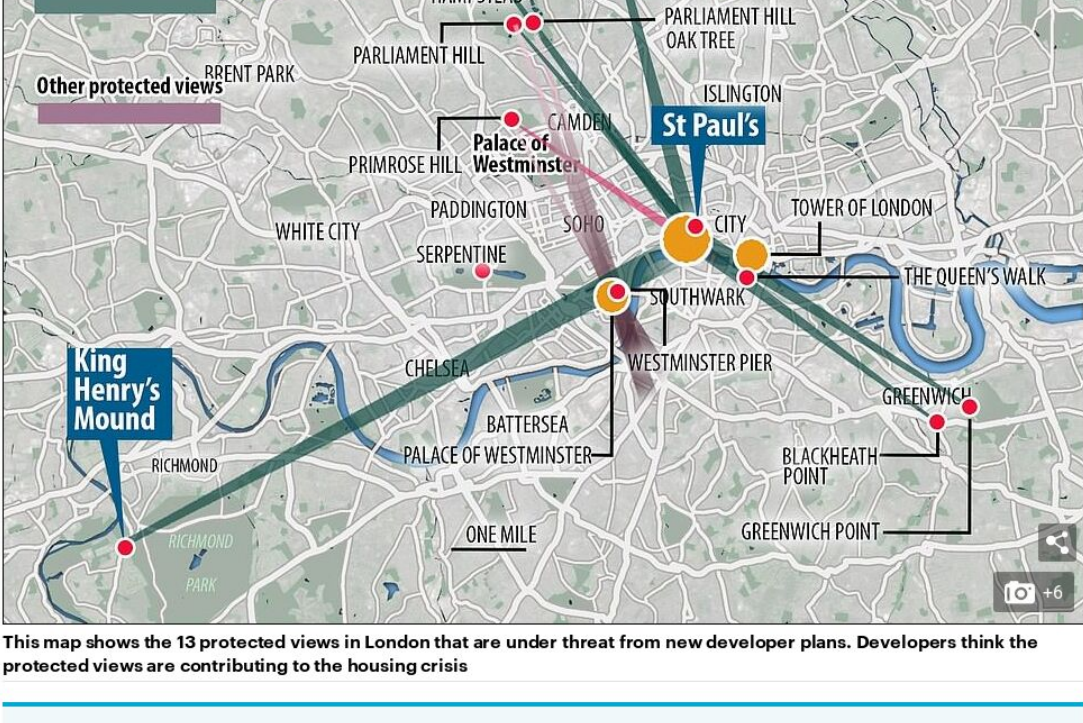 HAMPSTEAD
PARLIAMENT HILL
OAK TREE
PARLIAMENT HILL
Other protected views
BRENT PARK
ISLINGTON
CAMDEN
St Paul's
Palace of
Westminster
PRIMROSE HILL
PADDINGTON
SOHO
CITY
TOWER OF LONDON
WHITE CITY
SERPENTINE
THE QUEEN'S WALK
SOUTHWARK
King
Henry's
Mound
CHELSEA
WESTMINSTER PIER
GREENWICH
BATTERSEA
PALACE OF WESTMINSTER
BLACKHEATH
POINT
RICHMOND
ONE MILE
GREENWICH POINT
RICHMOND
PARK
+6
This map shows the 13 protected views in London that are under threat from new developer plans. Developers think the
protected views are contributing to the housing crisis